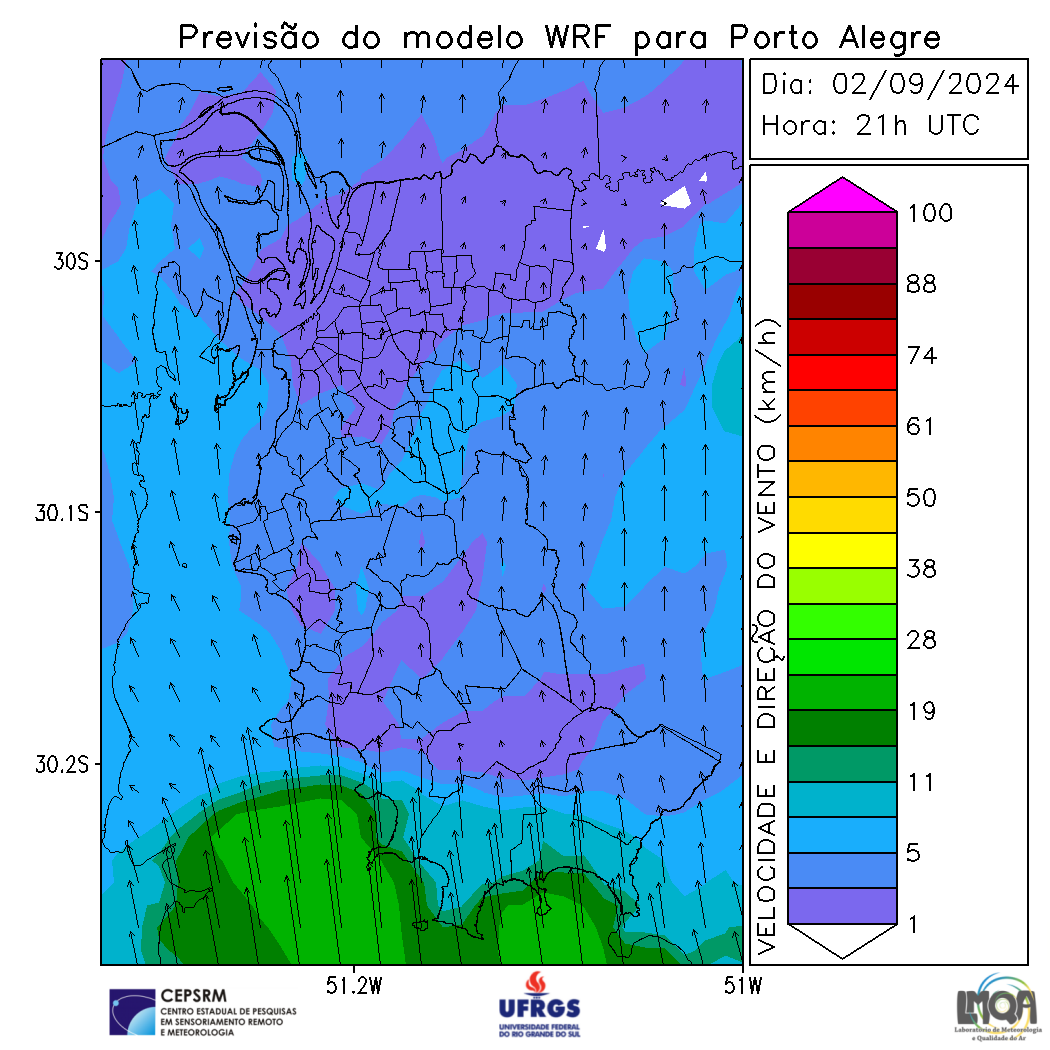 Previsão do modelo WRF para Porto Alegre
Dia: 02/09/2024
Hora: 21h UTC
30S
30.1S
30.2S
51.2W
51W
VELOCIDADE E DIREÇÃO DO VENTO (km/h)
100
88
74
61
50
38
28
19
11
5
1
CEPSRM
CENTRO ESTADUAL DE PESQUISAS
EM SENSORIAMENTO REMOTO
E METEOROLOGIA
UFRGS
UNIVERSIDADE FEDERAL
DO RIO GRANDE DO SUL
LMQA
Laboratório de Meteorologia
e Qualidade do Ar